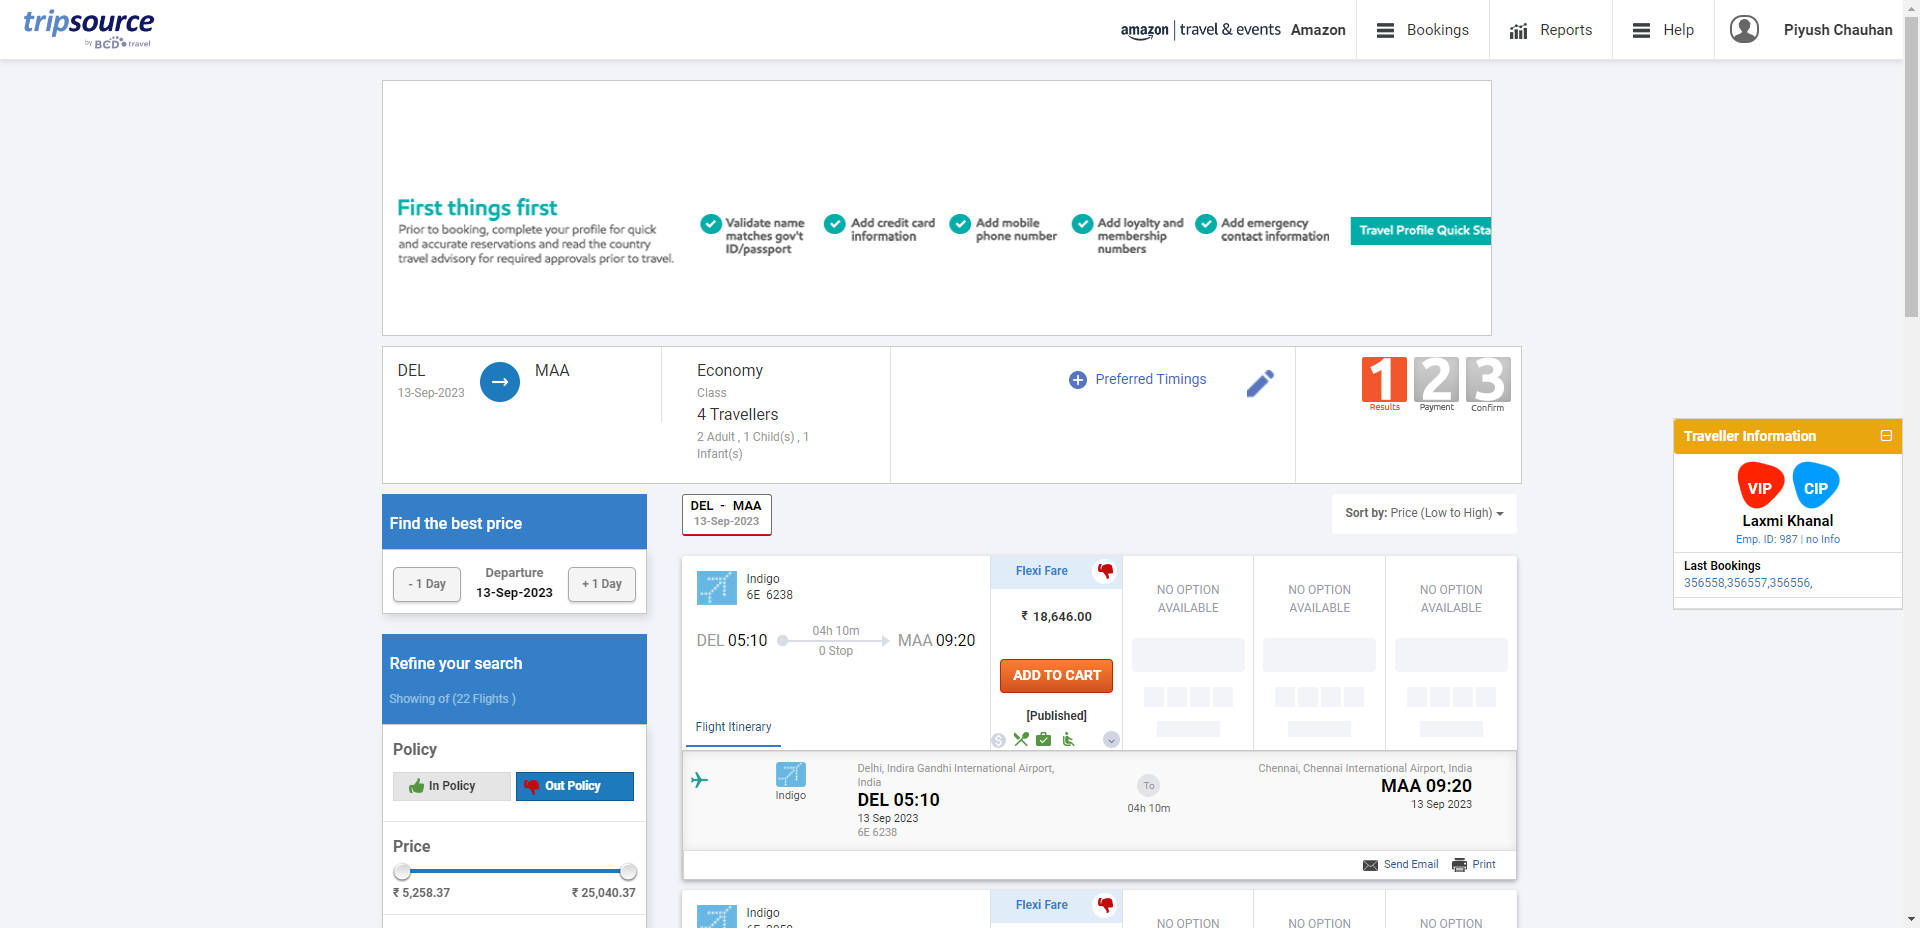 tripsource
by BCD travel
amazon | travel & events Amazon
Bookings
Reports
Help
Piyush Chauhan
First things first
Prior to booking, complete your profile for quick
and accurate reservations and read the country
travel advisory for required approvals prior to travel.
Validate name
matches gov't
ID/passport
Add credit card
information
Add mobile
phone number
Add loyalty and
membership
numbers
Add emergency
contact information
Travel Profile Quick Sta
DEL
13-Sep-2023
MAA
Economy
Class
4 Travellers
2 Adult , 1 Child(s) , 1
Infant(s)
Preferred Timings
1 2 3
Results Payment Confirm
Traveller Information
VIP CIP
Laxmi Khanal
Emp. ID: 987 | no Info
Last Bookings
356558,356557,356556,
Find the best price
- 1 Day
Departure
13-Sep-2023
+ 1 Day
Refine your search
Showing of (22 Flights )
Policy
In Policy
Out Policy
Price
₹ 5,258.37
₹ 25,040.37
DEL - MAA
13-Sep-2023
Sort by: Price (Low to High)
Indigo
6E 6238
DEL 05:10
04h 10m
0 Stop
MAA 09:20
Flight Itinerary
Flexi Fare
₹ 18,646.00
ADD TO CART
[Published]
NO OPTION
AVAILABLE
NO OPTION
AVAILABLE
NO OPTION
AVAILABLE
Indigo
Delhi, Indira Gandhi International Airport,
India
DEL 05:10
13 Sep 2023
6E 6238
To
04h 10m
Chennai, Chennai International Airport, India
MAA 09:20
13 Sep 2023
Send Email
Print
Indigo
Flexi Fare
NO OPTION
NO OPTION
NO OPTION